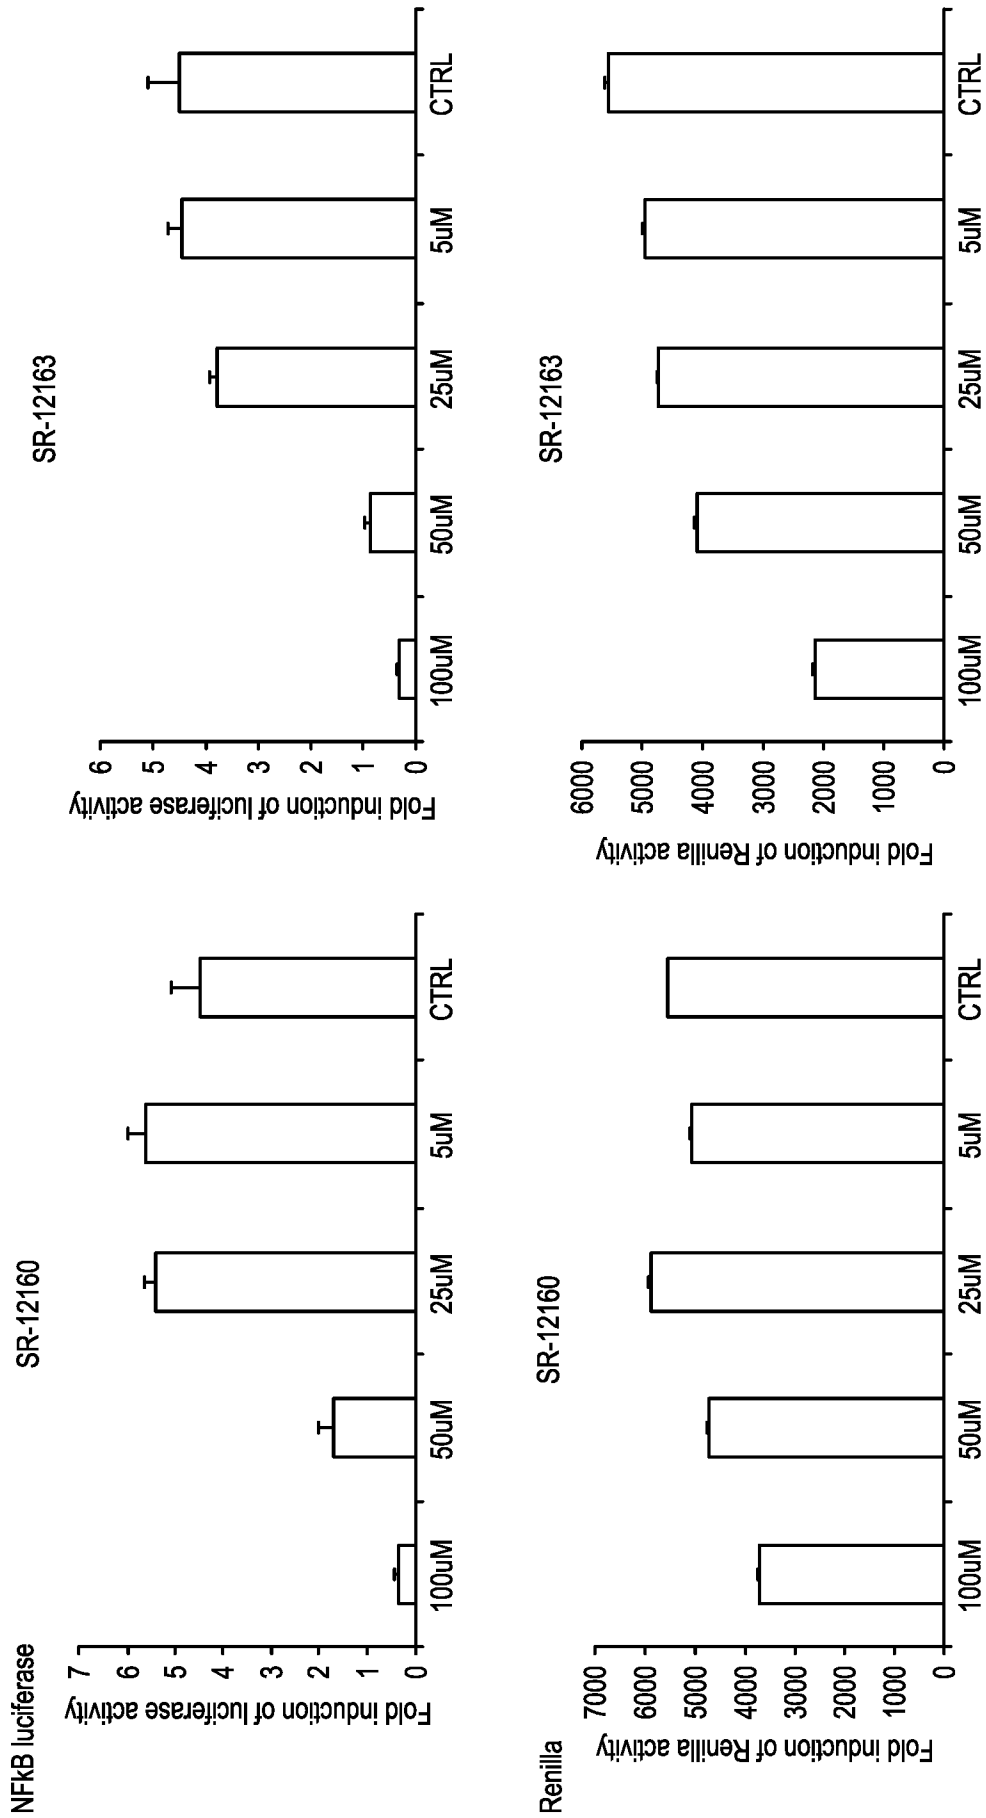 NFkB luciferase
SR-12160
Fold induction of luciferase activity
7
6
5
4
3
2
1
0
100uM
50uM
25uM
5uM
CTRL
SR-12163
Fold induction of luciferase activity
6
5
4
3
2
1
0
100uM
50uM
25uM
5uM
CTRL
Renilla
SR-12160
Fold induction of Renilla activity
7000
6000
5000
4000
3000
2000
1000
0
100uM
50uM
25uM
5uM
CTRL
SR-12163
Fold induction of Renilla activity
6000
5000
4000
3000
2000
1000
0
100uM
50uM
25uM
5uM
CTRL